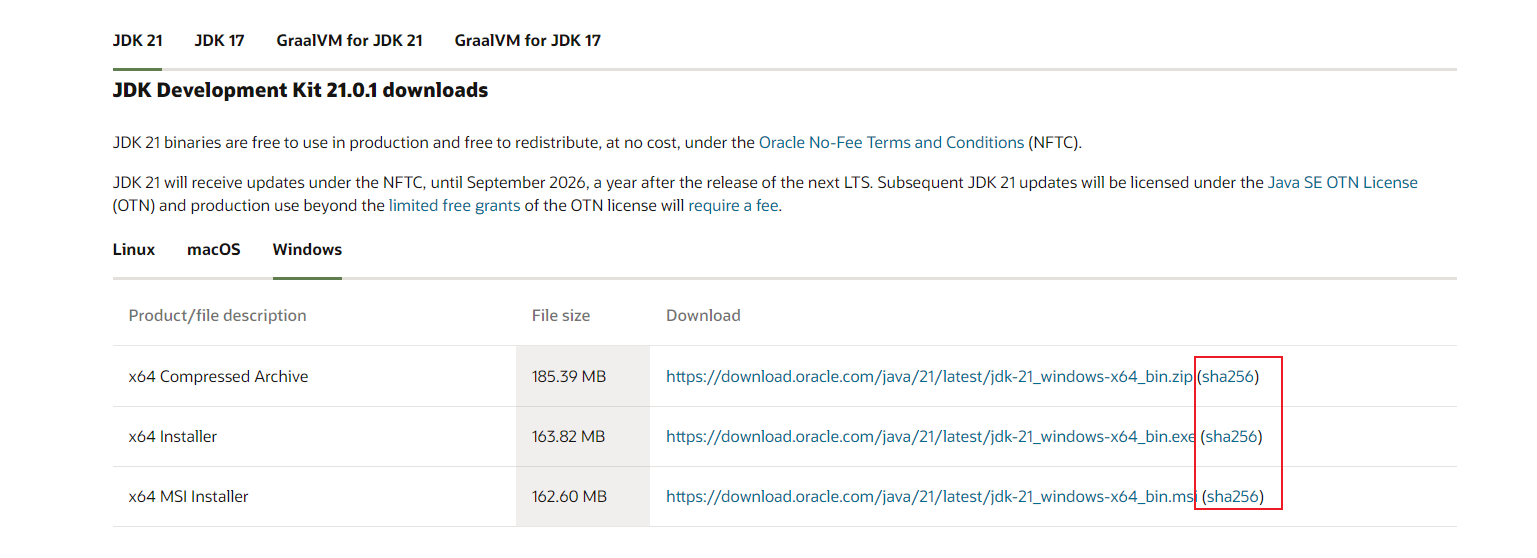 JDK 21 JDK 17 GraalVM for JDK 21 GraalVM for JDK 17
JDK Development Kit 21.0.1 downloads
JDK 21 binaries are free to use in production and free to redistribute, at no cost, under the Oracle No-Fee Terms and Conditions (NFTC).
JDK 21 will receive updates under the NFTC, until September 2026, a year after the release of the next LTS. Subsequent JDK 21 updates will be licensed under the Java SE OTN License
(OTN) and production use beyond the limited free grants of the OTN license will require a fee.
Linux macOS Windows
Product/file description File size Download
x64 Compressed Archive 185.39 MB https://download.oracle.com/java/21/latest/jdk-21_windows-x64_bin.zip (sha256)
x64 Installer 163.82 MB https://download.oracle.com/java/21/latest/jdk-21_windows-x64_bin.exe (sha256)
x64 MSI Installer 162.60 MB https://download.oracle.com/java/21/latest/jdk-21_windows-x64_bin.msi (sha256)